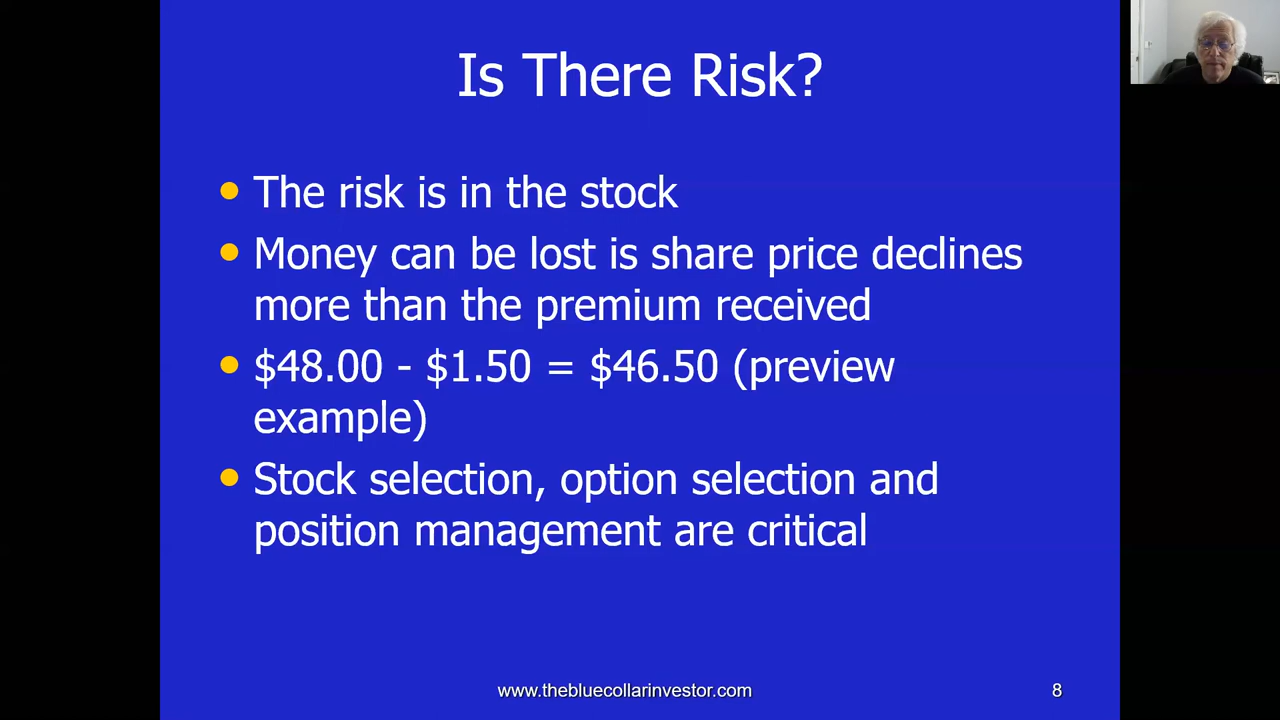 Is There Risk?
The risk is in the stock
Money can be lost is share price declines
more than the premium received
$48.00 - $1.50 = $46.50 (preview
example)
Stock selection, option selection and
position management are critical
www.thebluecollarinvestor.com
8